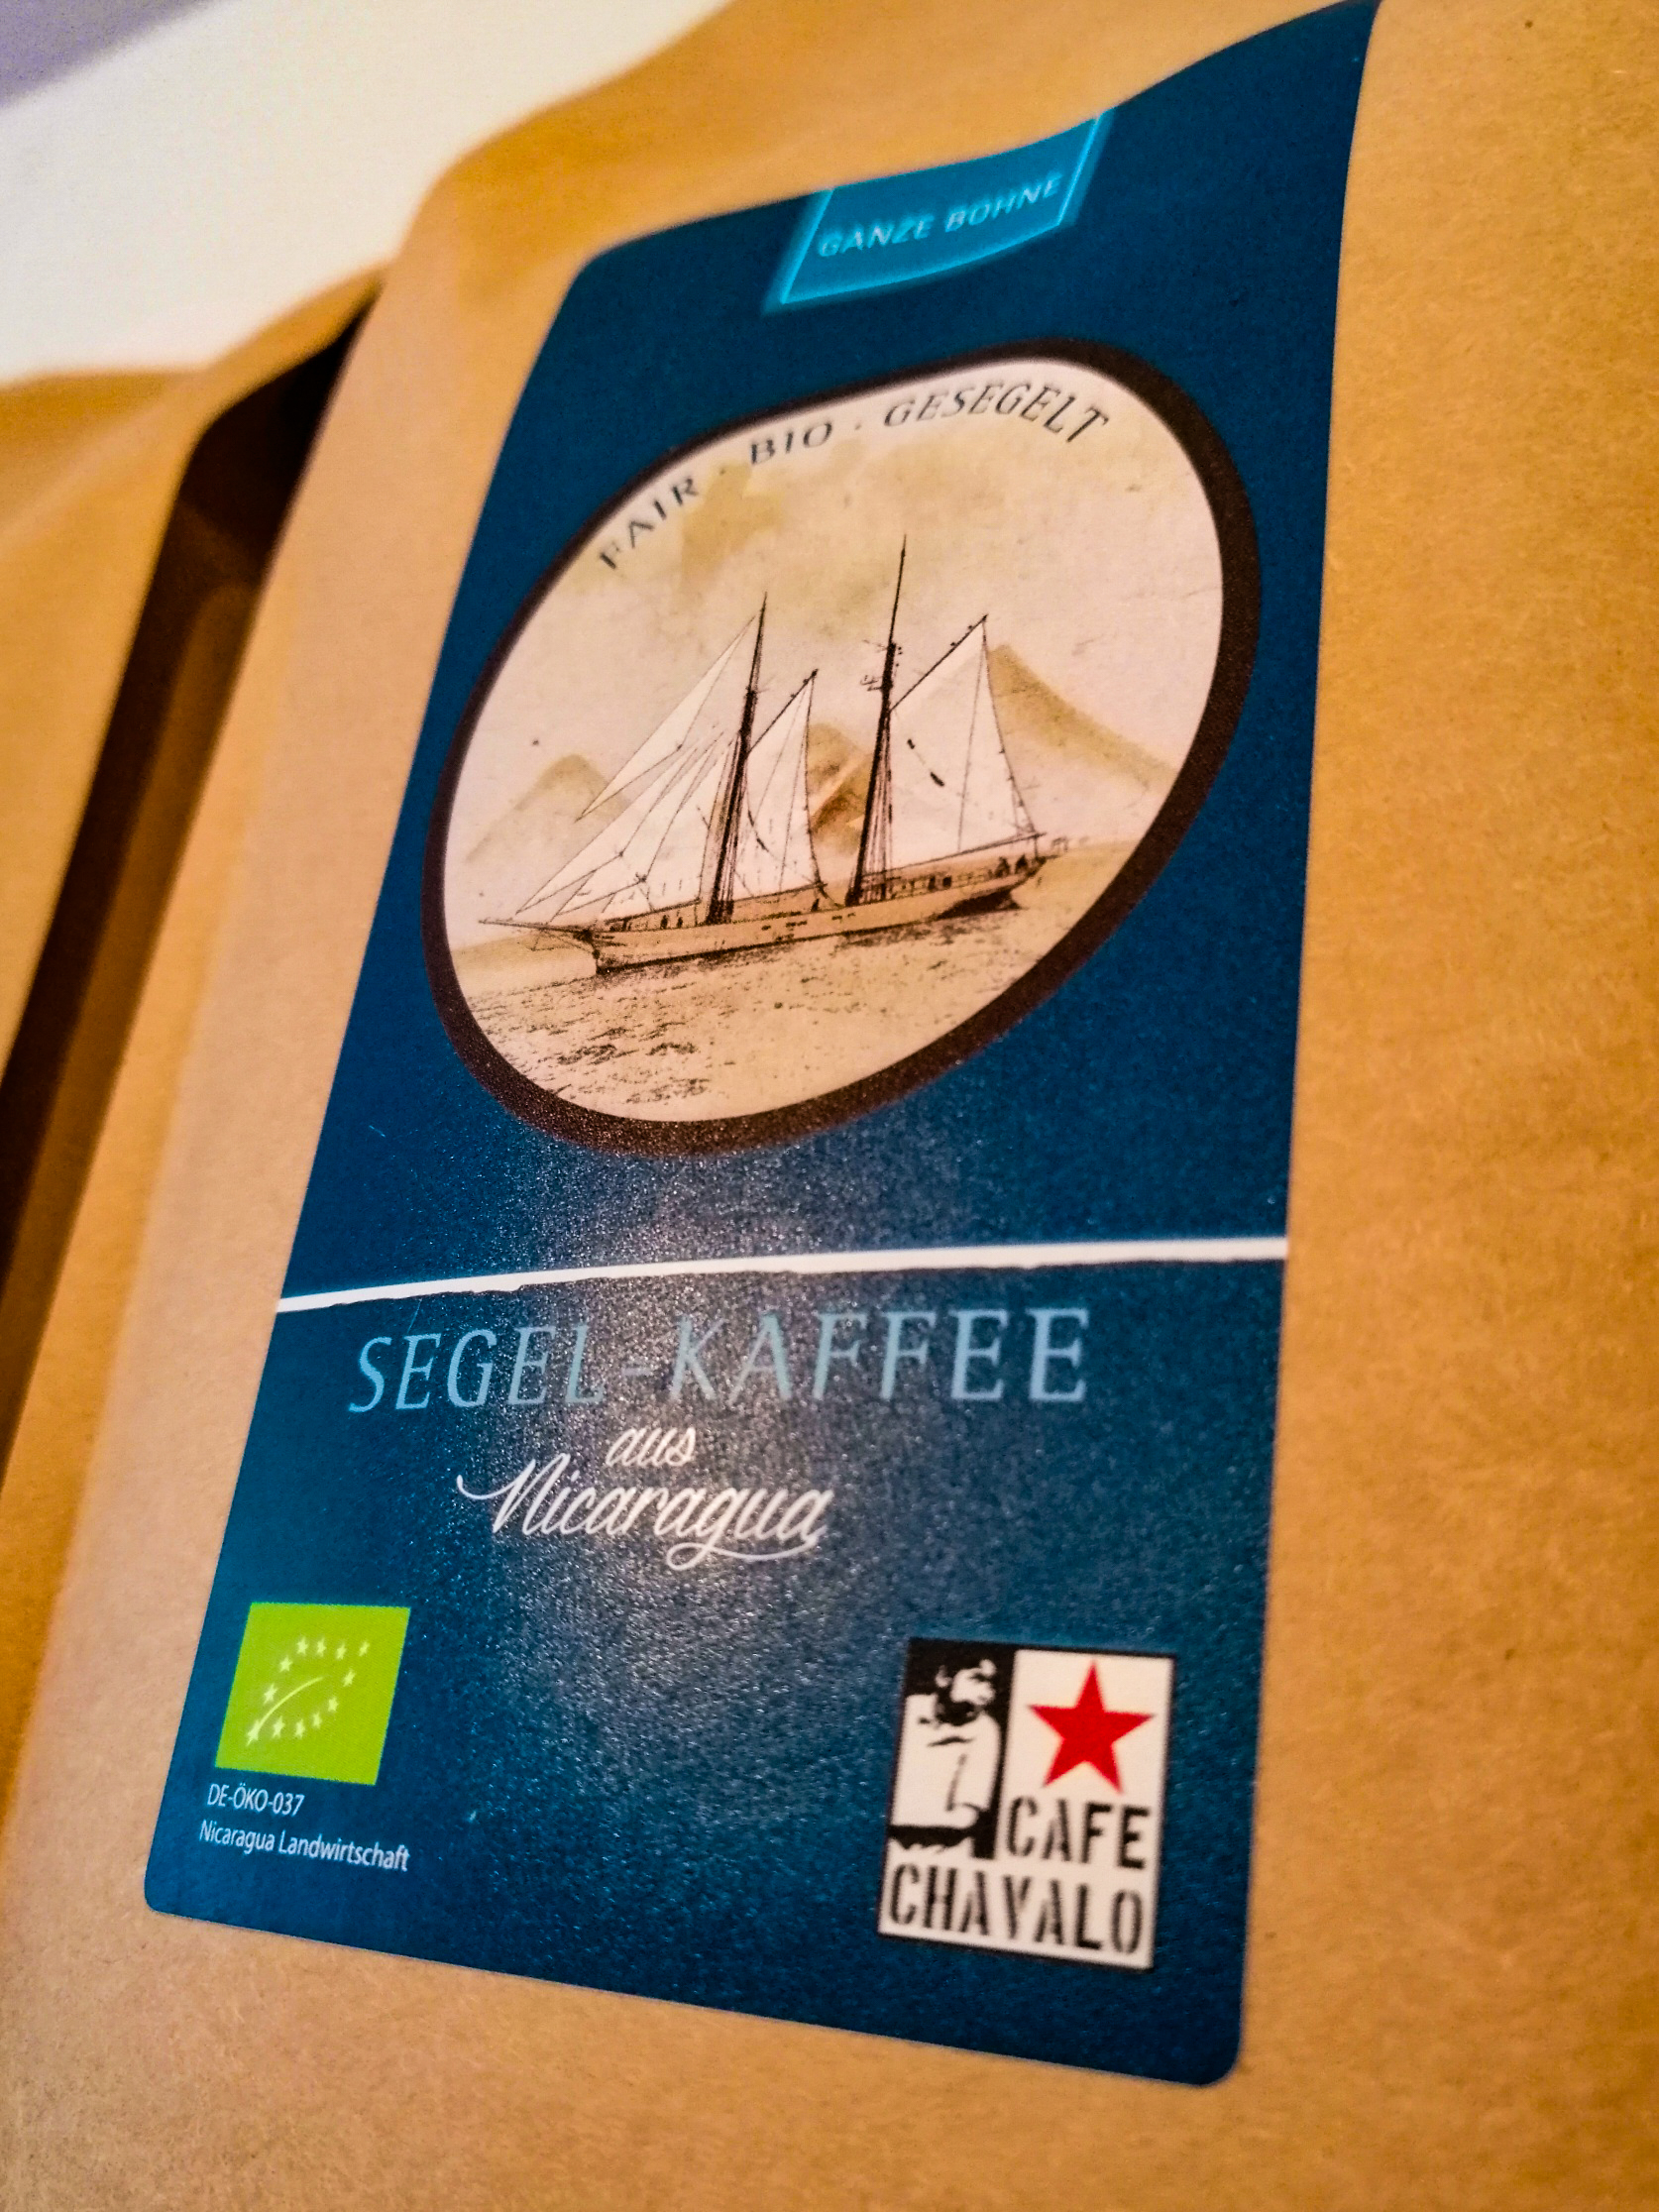 GANZE BOHNE
FAIR · BIO · GESEGELT
SEGEL-KAFFEE
aus
Nicaragua
DE-ÖKO-037
Nicaragua Landwirtschaft
CAFE
CHAVALO